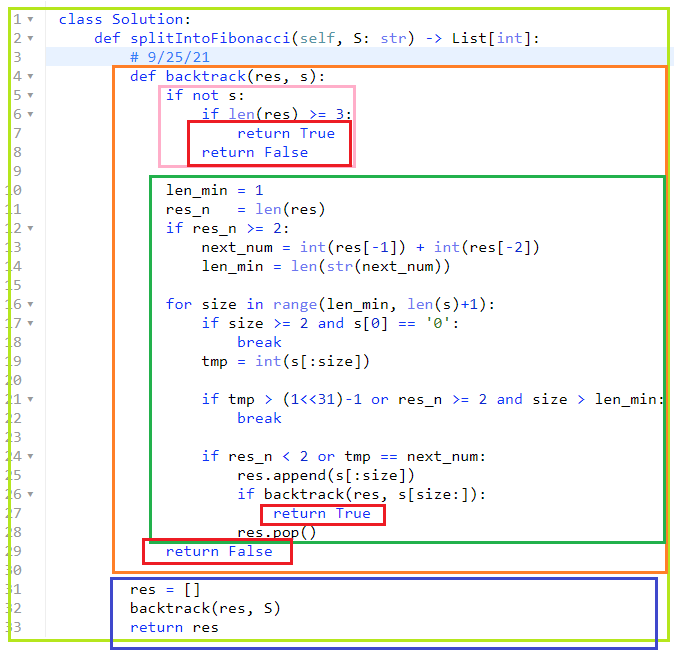 1 class Solution:
2     def splitIntoFibonacci(self, S: str) -> List[int]:
3         # 9/25/21
4         def backtrack(res, s):
5             if not s:
6                 if len(res) >= 3:
7                     return True
8                 return False
9
10             len_min = 1
11             res_n   = len(res)
12             if res_n >= 2:
13                 next_num = int(res[-1]) + int(res[-2])
14                 len_min = len(str(next_num))
15
16             for size in range(len_min, len(s)+1):
17                 if size >= 2 and s[0] == '0':
18                     break
19                 tmp = int(s[:size])
20
21                 if tmp > (1<<31)-1 or res_n >= 2 and size > len_min:
22                     break
23
24                 if res_n < 2 or tmp == next_num:
25                     res.append(s[:size])
26                     if backtrack(res, s[size:]):
27                         return True
28                     res.pop()
29             return False
30
31         res = []
32         backtrack(res, S)
33         return res